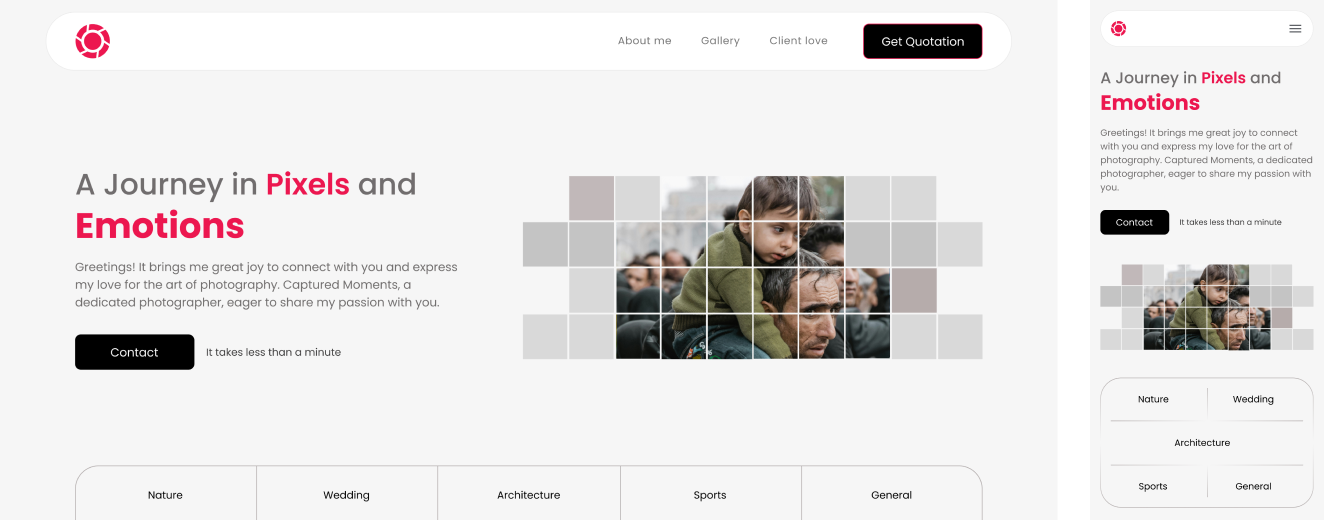 About me
Gallery
Client love
Get Quotation
A Journey in Pixels and
Emotions
Greetings! It brings me great joy to connect with you and express
my love for the art of photography. Captured Moments, a
dedicated photographer, eager to share my passion with you.
Contact
It takes less than a minute
Nature
Wedding
Architecture
Sports
General
A Journey in Pixels and
Emotions
Greetings! It brings me great joy to connect
with you and express my love for the art of
photography. Captured Moments, a dedicated
photographer, eager to share my passion with
you.
Contact
It takes less than a minute
Nature
Wedding
Architecture
Sports
General